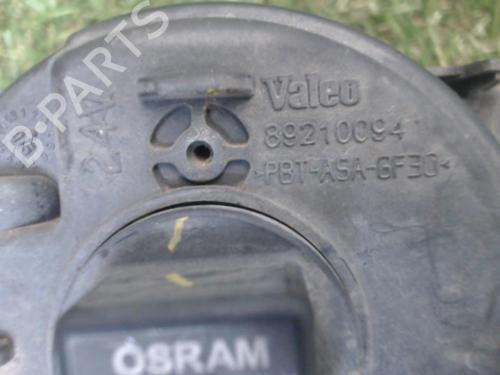 B-PARTS
Valeo
89210094
>PBT-ASA-GF30<
24V
OSRAM